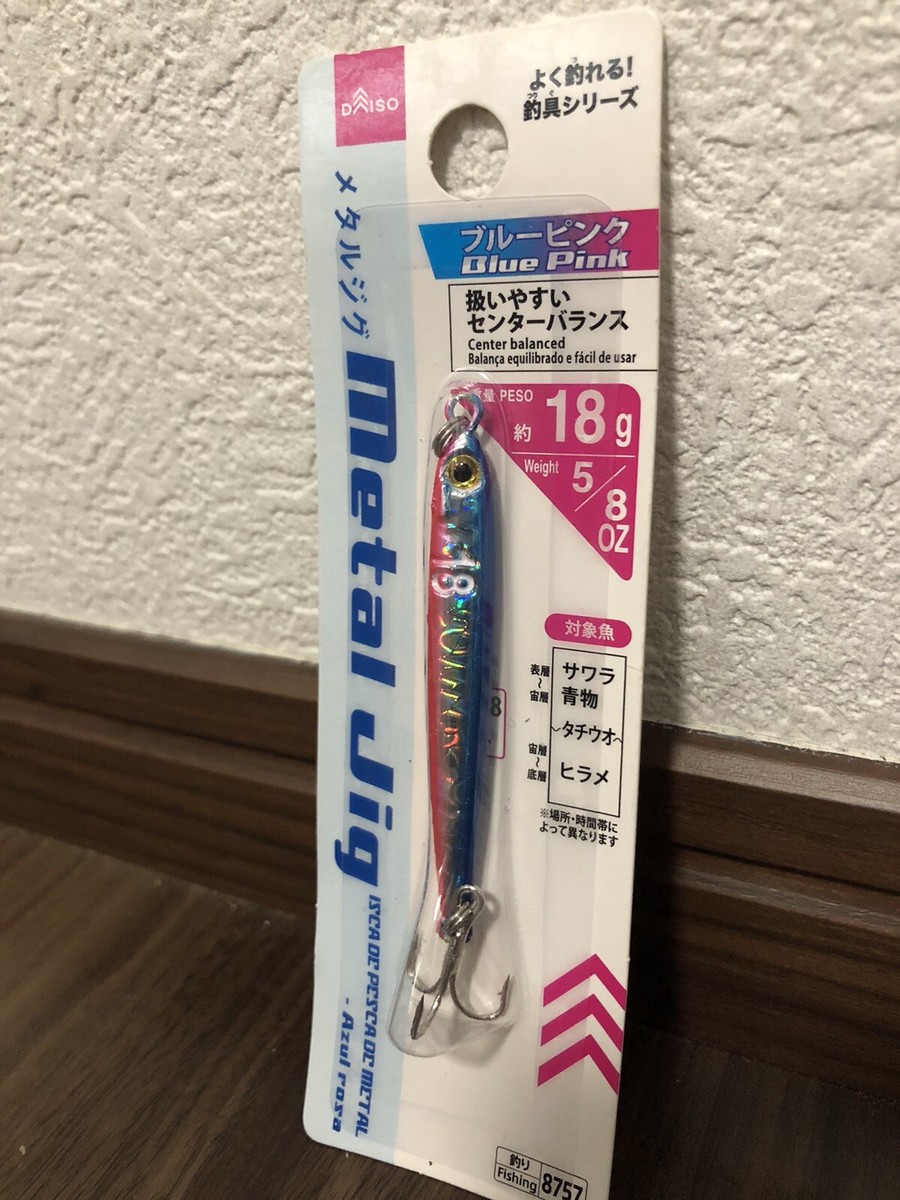 DAISO
よく釣れる!
釣具シリーズ
メタルジグ
Metal Jig
ISCA DE PESCA DE METAL
- Azul rosa
ブルーピンク
Blue Pink
扱いやすい
センターバランス
Center balanced
Balança equilibrado e fácil de usar
重量 PESO
約 18 g
Weight 5/8 OZ
18
対象魚
表層～宙層
サワラ
青物
～タチウオ～
宙層～底層
ヒラメ
※場所・時間帯に
よって異なります
釣り
Fishing
8757